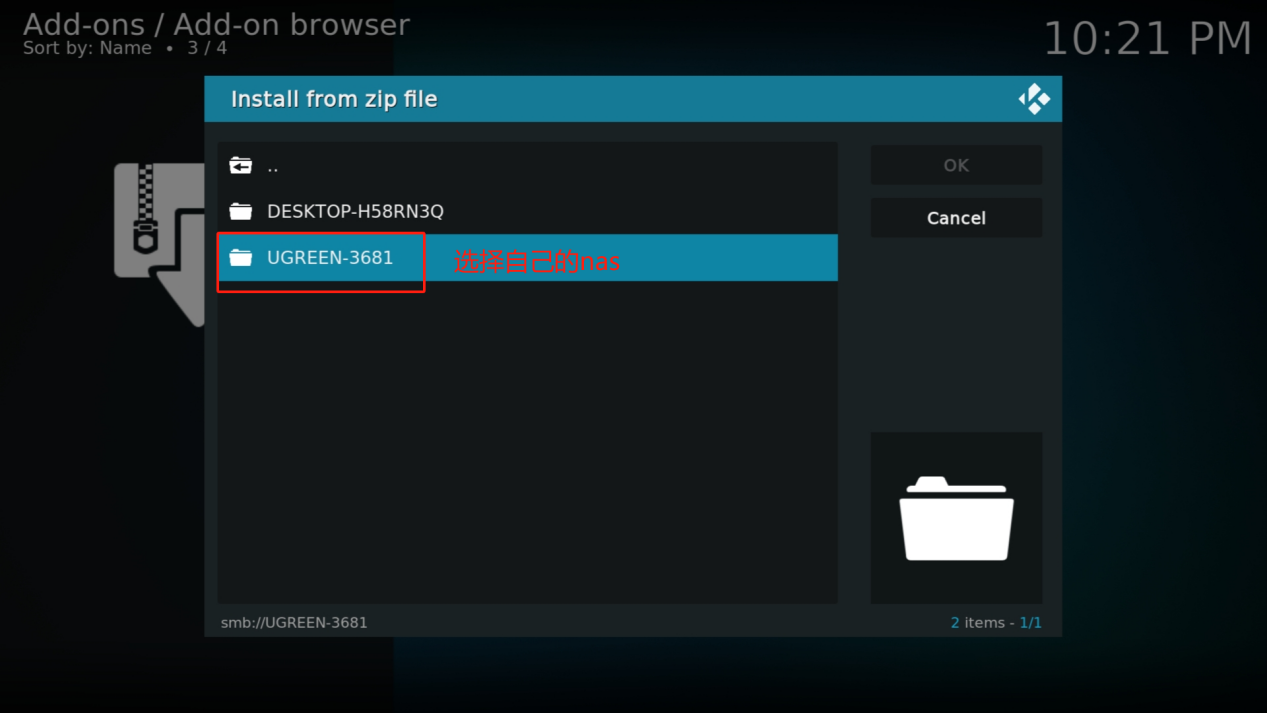 Add-ons / Add-on browser
Sort by: Name • 3 / 4
10:21 PM
Install from zip file
..
OK
DESKTOP-H58RN3Q
Cancel
UGREEN-3681
选择自己的nas
smb://UGREEN-3681
2 items - 1/1